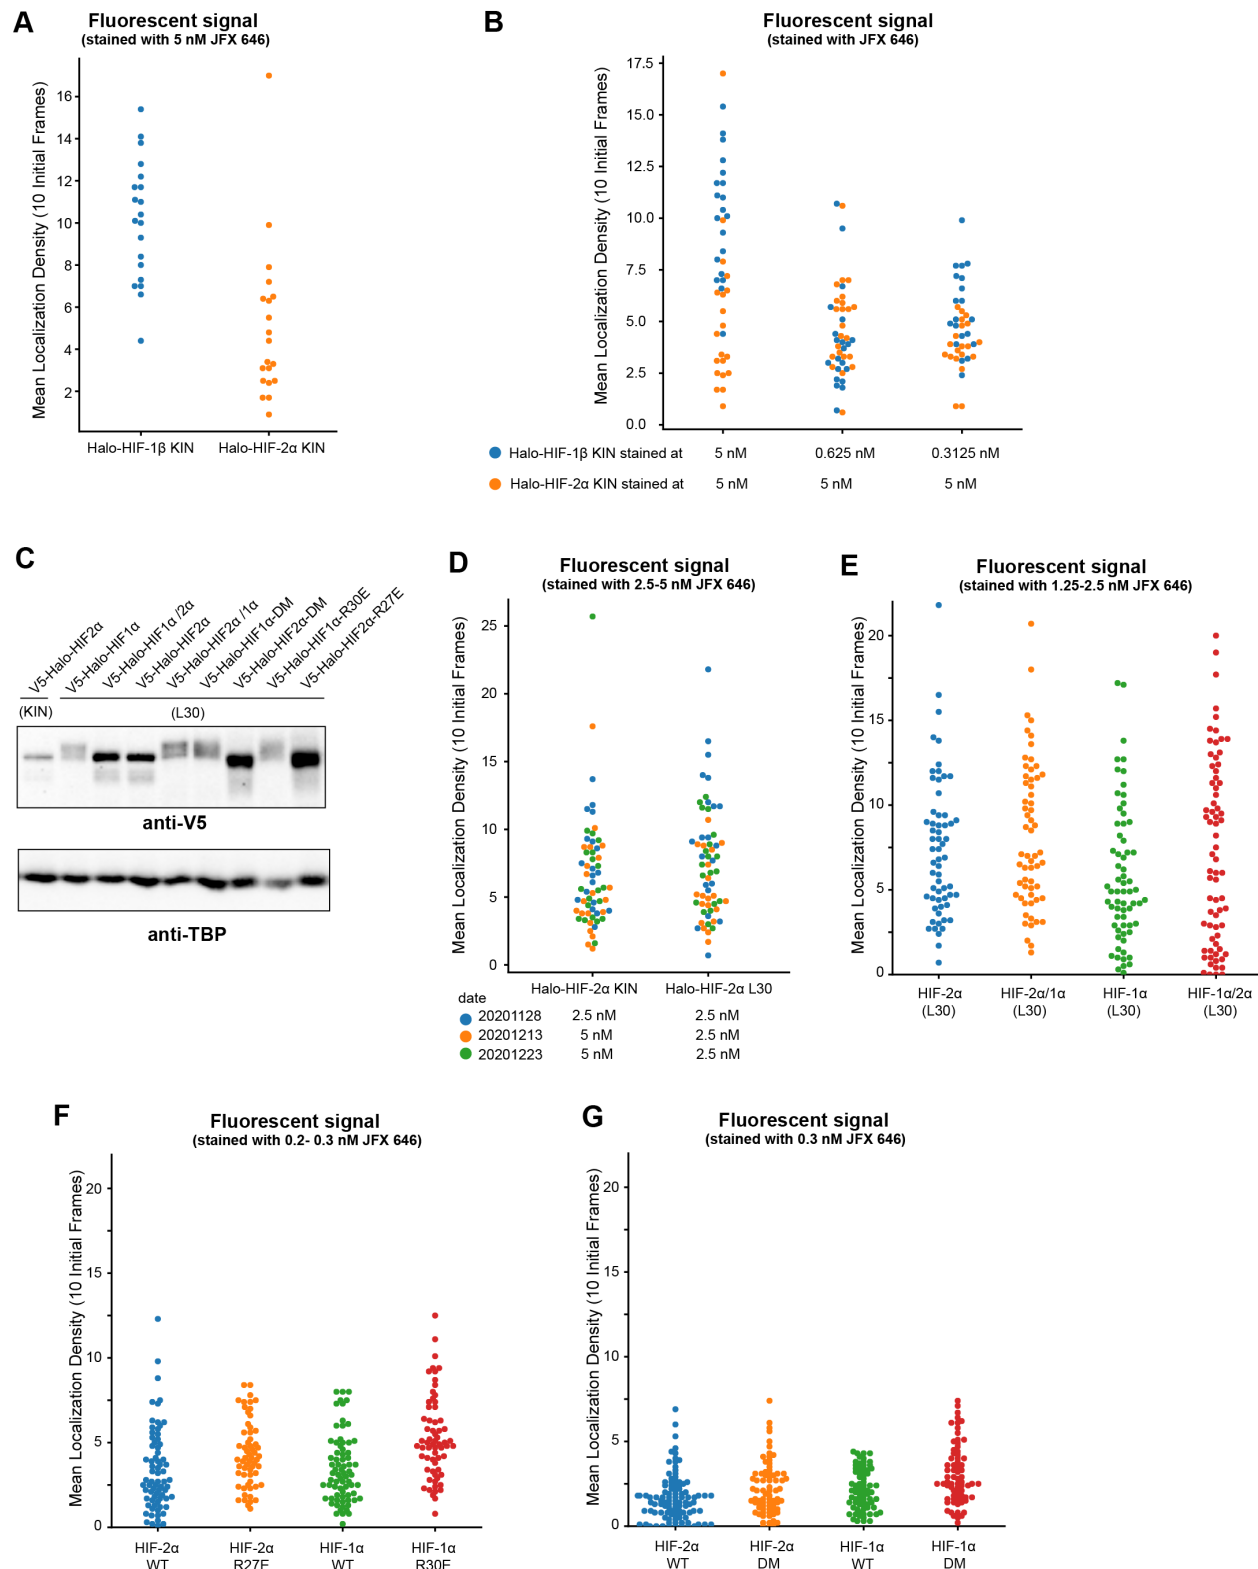 A
Fluorescent signal
(stained with 5 nM JFX 646)
Mean Localization Density (10 Initial Frames)
16
14
12
10
8
6
4
2
Halo-HIF-1β KIN
Halo-HIF-2α KIN
B
Fluorescent signal
(stained with JFX 646)
Mean Localization Density (10 Initial Frames)
17.5
15.0
12.5
10.0
7.5
5.0
2.5
0.0
Halo-HIF-1β KIN stained at 5 nM 0.625 nM 0.3125 nM
Halo-HIF-2α KIN stained at 5 nM 5 nM 5 nM
C
V5-Halo-HIF2α
V5-Halo-HIF1α
V5-Halo-HIF1α /2α
V5-Halo-HIF2α
V5-Halo-HIF2α /1α
V5-Halo-HIF1α-DM
V5-Halo-HIF2α-DM
V5-Halo-HIF1α-R30E
V5-Halo-HIF2α-R27E
(KIN)
(L30)
anti-V5
anti-TBP
D
Fluorescent signal
(stained with 2.5-5 nM JFX 646)
Mean Localization Density (10 Initial Frames)
25
20
15
10
5
0
Halo-HIF-2α KIN
Halo-HIF-2α L30
date
20201128 2.5 nM 2.5 nM
20201213 5 nM 2.5 nM
20201223 5 nM 2.5 nM
E
Fluorescent signal
(stained with 1.25-2.5 nM JFX 646)
Mean Localization Density (10 Initial Frames)
20
15
10
5
0
HIF-2α
(L30)
HIF-2α/1α
(L30)
HIF-1α
(L30)
HIF-1α/2α
(L30)
F
Fluorescent signal
(stained with 0.2- 0.3 nM JFX 646)
Mean Localization Density (10 Initial Frames)
20
15
10
5
0
HIF-2α
WT
HIF-2α
R27E
HIF-1α
WT
HIF-1α
R30E
G
Fluorescent signal
(stained with 0.3 nM JFX 646)
Mean Localization Density (10 Initial Frames)
20
15
10
5
0
HIF-2α
WT
HIF-2α
DM
HIF-1α
WT
HIF-1α
DM